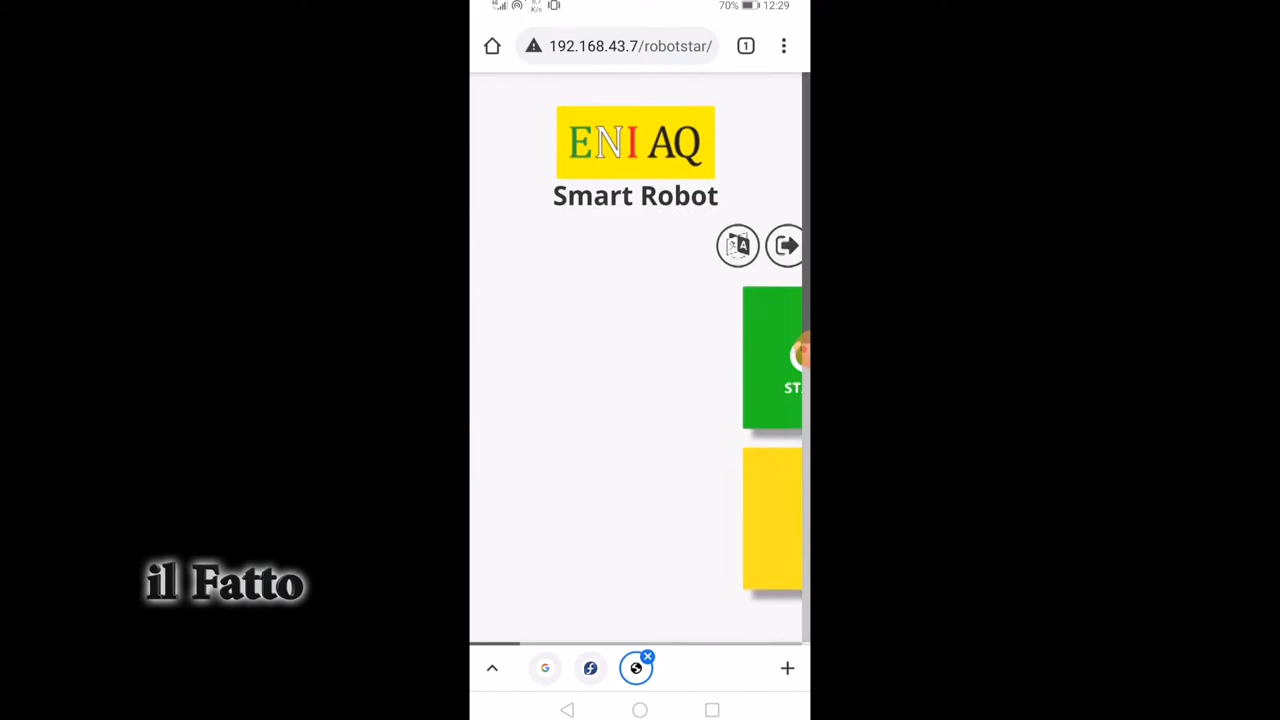 70% 12:29
192.168.43.7/robotstar/
1
ENI AQ
Smart Robot
A
il Fatto